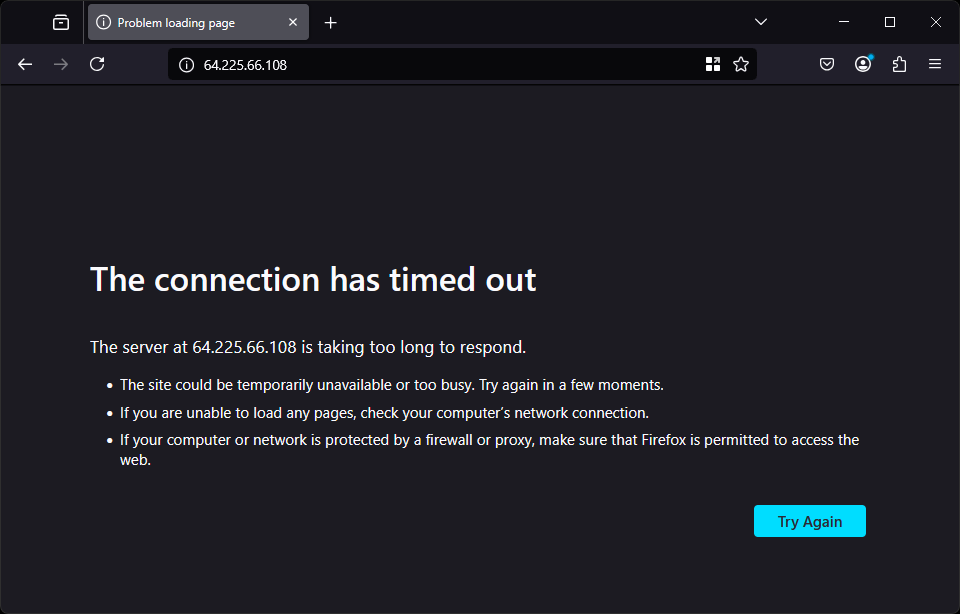 Problem loading page
64.225.66.108
The connection has timed out
The server at 64.225.66.108 is taking too long to respond.
• The site could be temporarily unavailable or too busy. Try again in a few moments.
• If you are unable to load any pages, check your computer’s network connection.
• If your computer or network is protected by a firewall or proxy, make sure that Firefox is permitted to access the
web.
Try Again